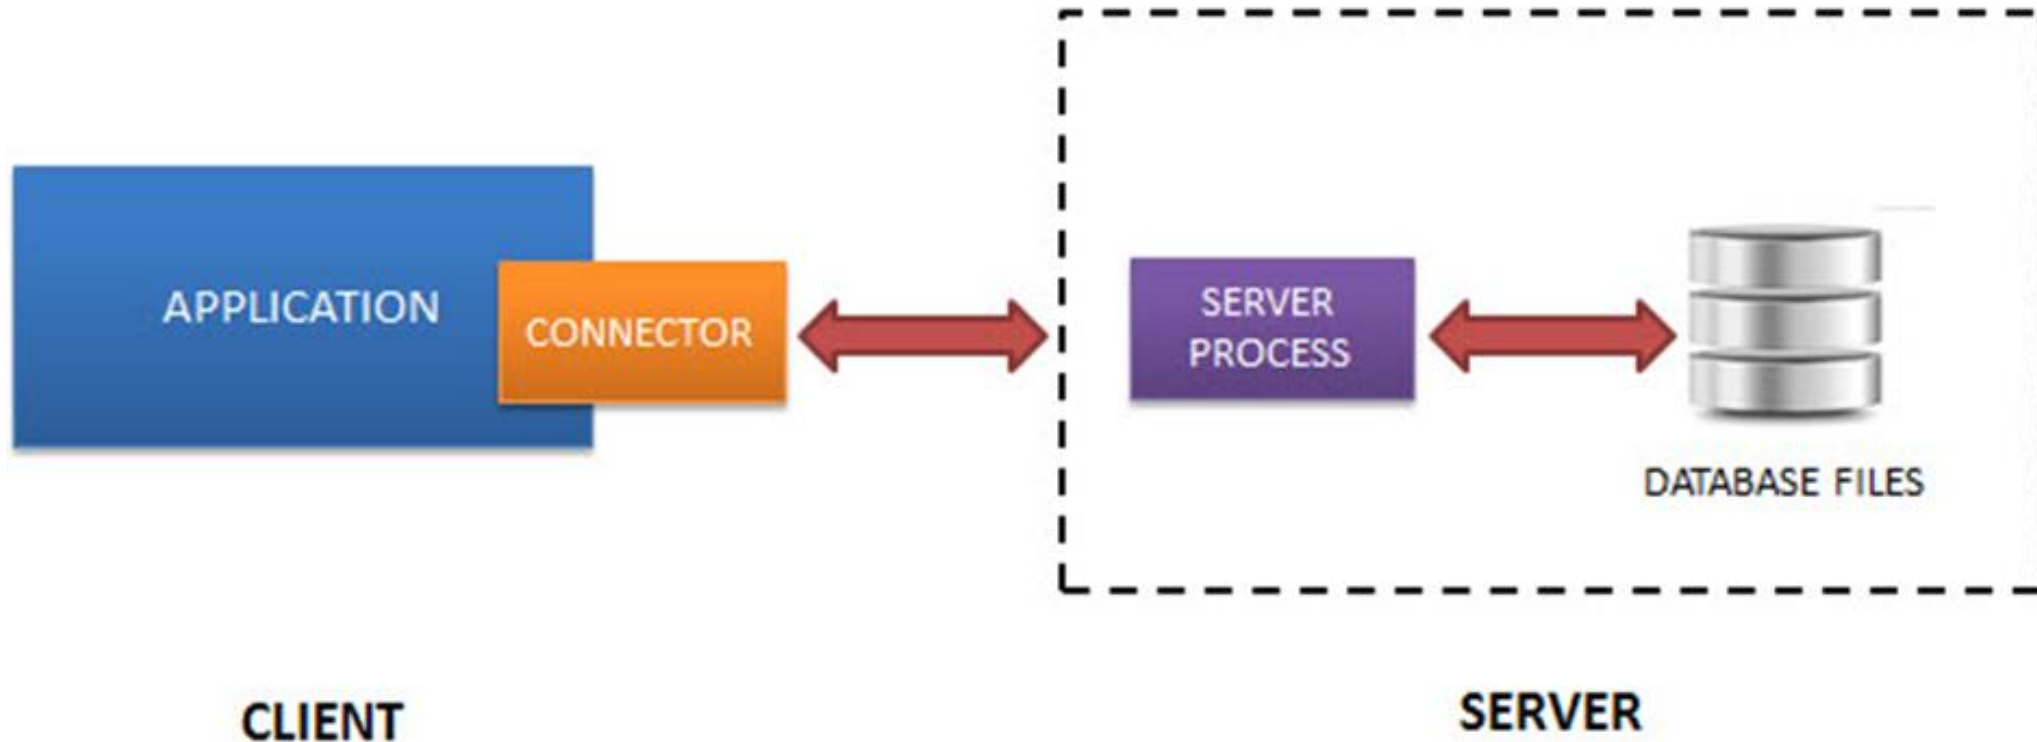 APPLICATION
CONNECTOR
SERVER
PROCESS
DATABASE FILES
CLIENT
SERVER